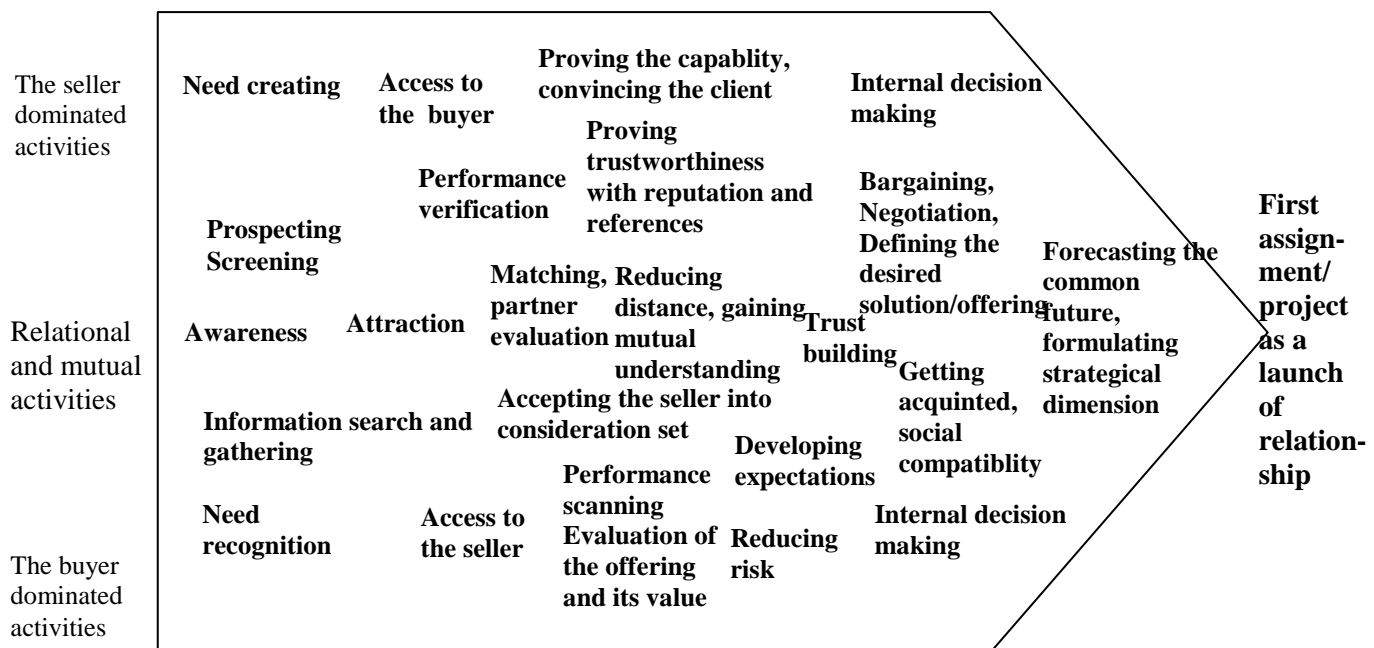 The seller
dominated
activities
Need creating
Access to
the buyer
Proving the capablity,
convincing the client
Internal decision
making
Proving
trustworthiness
with reputation and
references
Performance
verification
Prospecting
Screening
Bargaining,
Negotiation,
Defining the
desired
solution/offering
Relational
and mutual
activities
Awareness
Attraction
Matching,
partner
evaluation
Reducing
distance, gaining
mutual
understanding
Trust
building
Getting
acquinted,
social
compatiblity
Forecasting the
common
future,
formulating
strategical
dimension
First
assign-
ment/
project
as a
launch
of
relation-
ship
Information search and
gathering
Accepting the seller into
consideration set
Developing
expectations
The buyer
dominated
activities
Need
recognition
Access to
the seller
Performance
scanning
Evaluation of
the offering
and its value
Reducing
risk
Internal decision
making